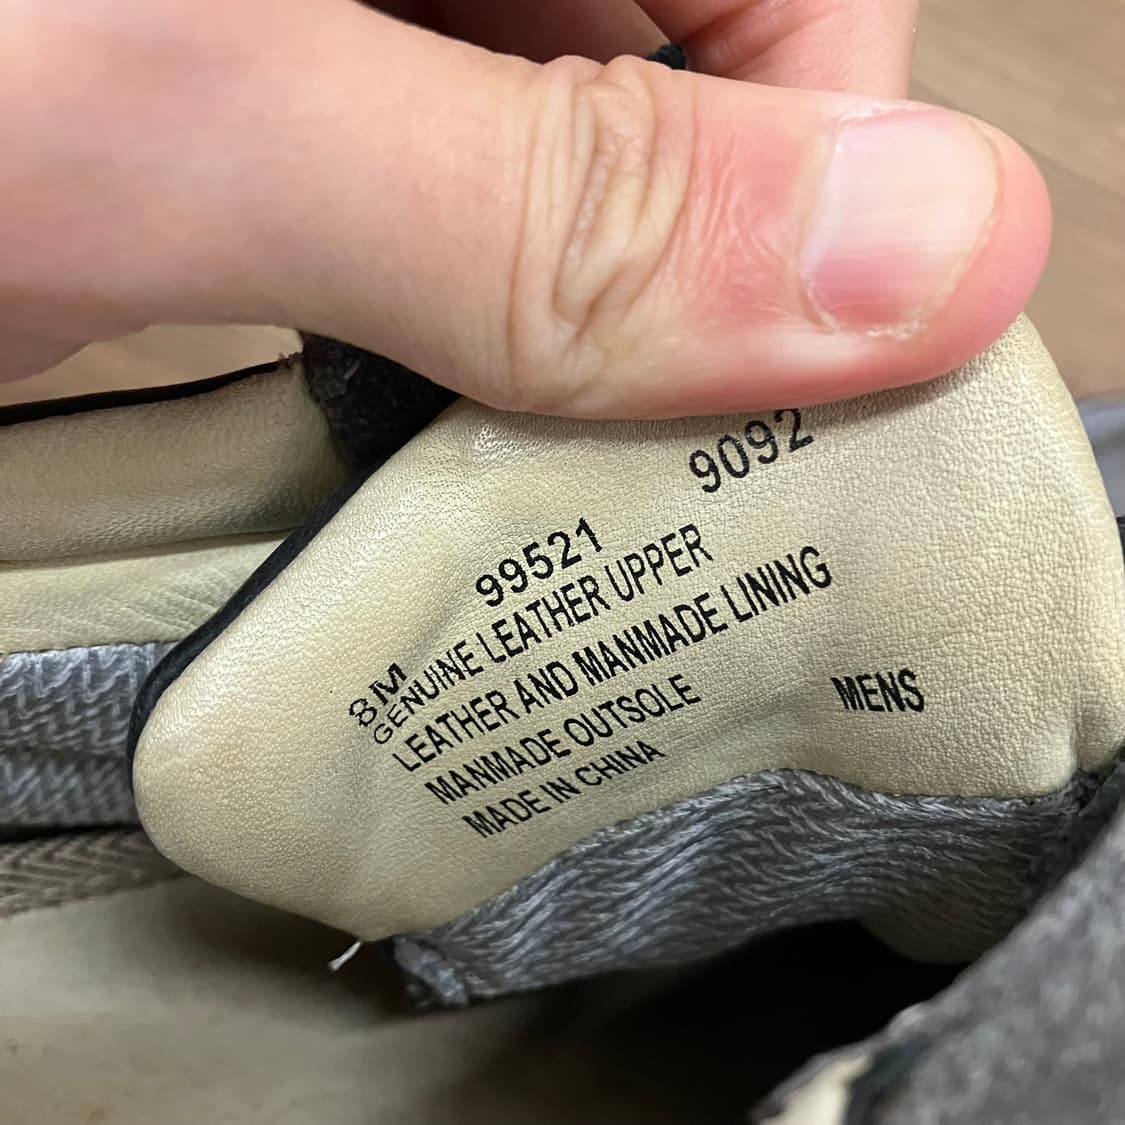 9092
8M 99521
GENUINE LEATHER UPPER
LEATHER AND MANMADE LINING
MANMADE OUTSOLE
MADE IN CHINA
MENS